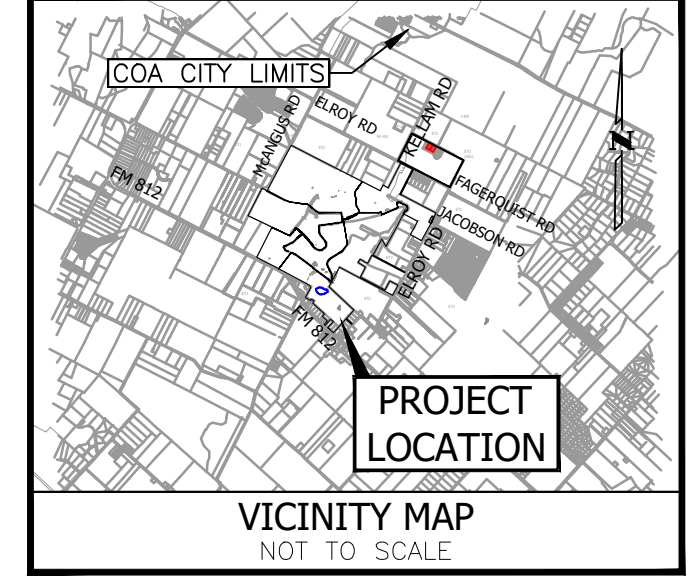 COA CITY LIMITS
ELROY RD
McANGUS RD
KELLAM RD
N
FM 812
FAGERQUIST RD
JACOBSON RD
ELROY RD
FM 812
PROJECT
LOCATION
VICINITY MAP
NOT TO SCALE